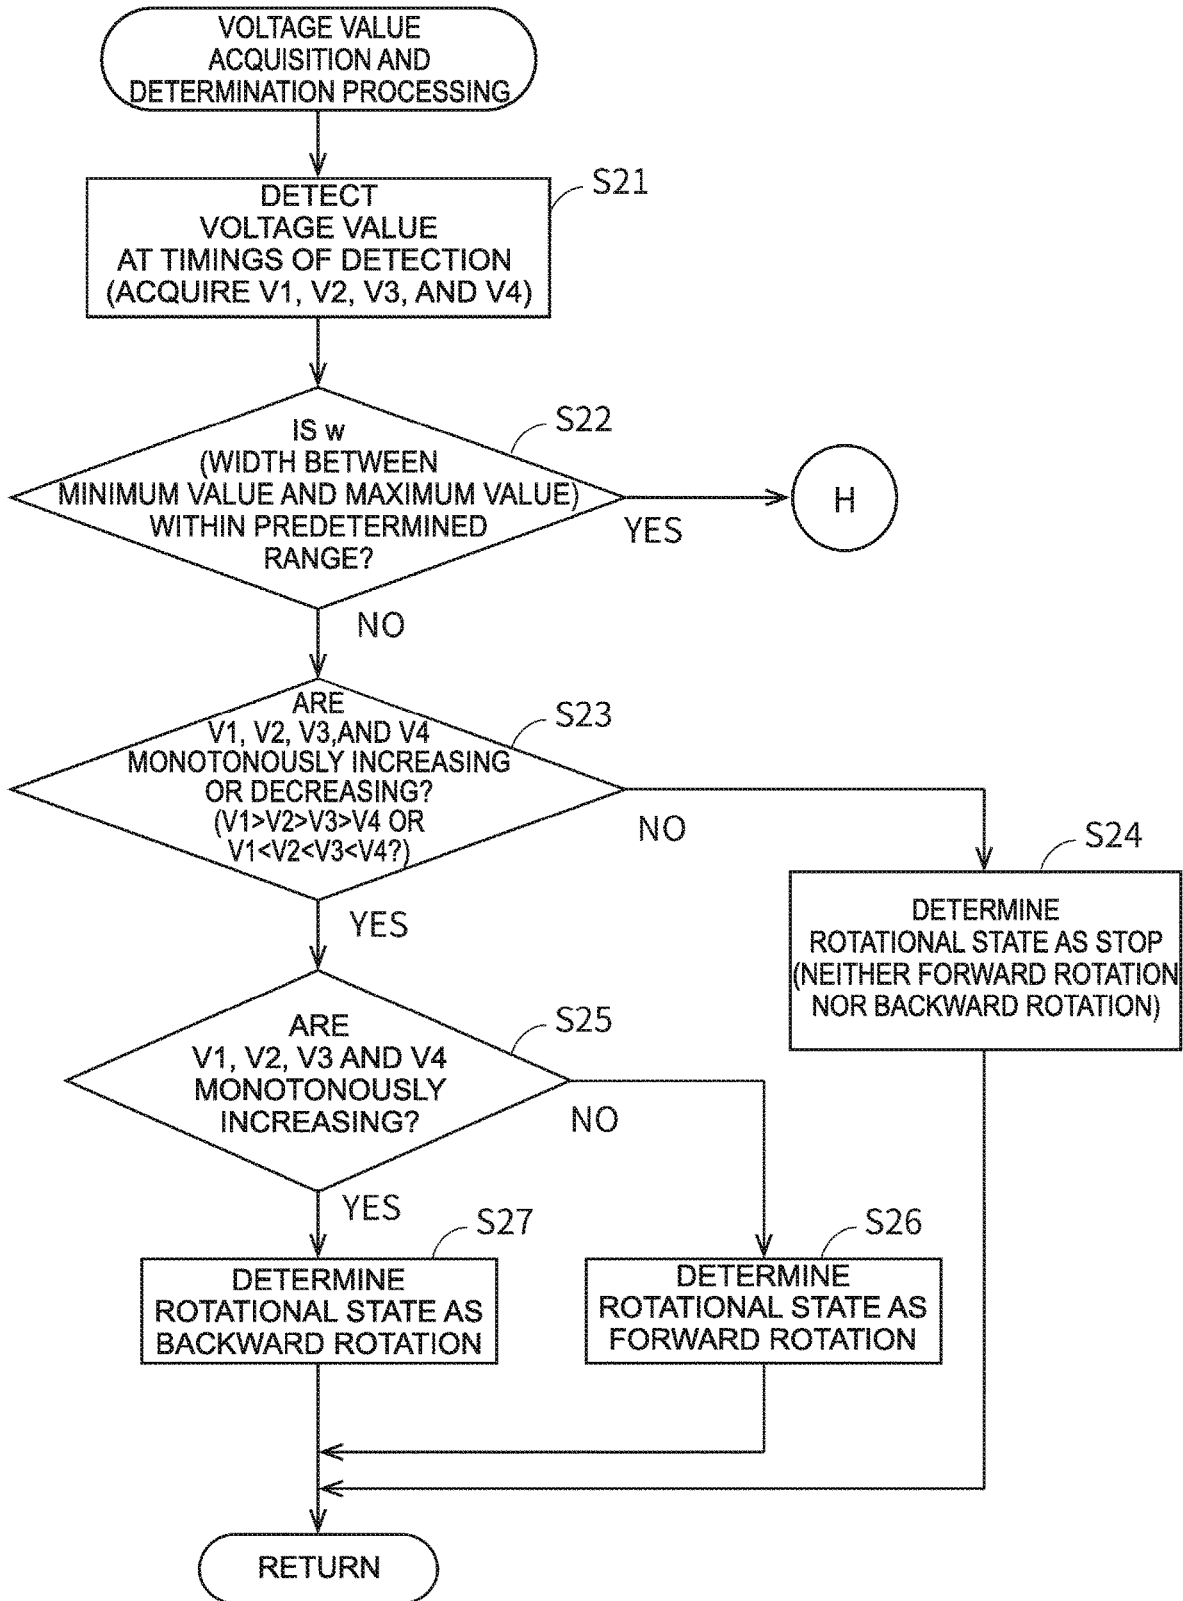 VOLTAGE VALUE
ACQUISITION AND
DETERMINATION PROCESSING
S21
DETECT
VOLTAGE VALUE
AT TIMINGS OF DETECTION
(ACQUIRE V1, V2, V3, AND V4)
S22
IS w
(WIDTH BETWEEN
MINIMUM VALUE AND MAXIMUM VALUE)
WITHIN PREDETERMINED
RANGE?
YES
H
NO
S23
ARE
V1, V2, V3,AND V4
MONOTONOUSLY INCREASING
OR DECREASING?
(V1>V2>V3>V4 OR
V1<V2<V3<V4?)
NO
YES
S24
DETERMINE
ROTATIONAL STATE AS STOP
(NEITHER FORWARD ROTATION
NOR BACKWARD ROTATION)
S25
ARE
V1, V2, V3 AND V4
MONOTONOUSLY
INCREASING?
NO
YES
S27
DETERMINE
ROTATIONAL STATE AS
BACKWARD ROTATION
S26
DETERMINE
ROTATIONAL STATE AS
FORWARD ROTATION
RETURN